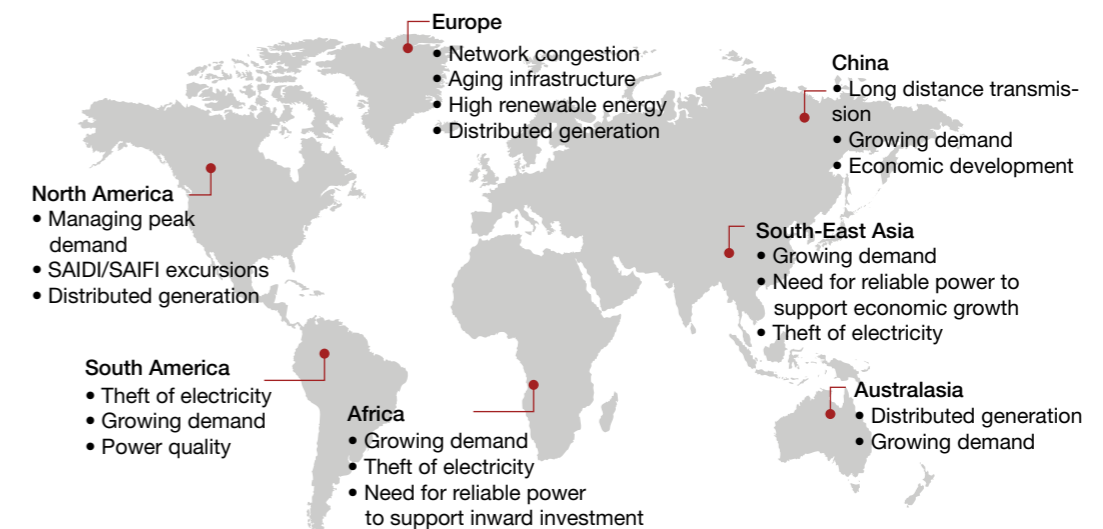 Europe
• Network congestion
• Aging infrastructure
• High renewable energy
• Distributed generation
China
• Long distance transmis-
sion
• Growing demand
• Economic development
North America
• Managing peak
demand
• SAIDI/SAIFI excursions
• Distributed generation
South-East Asia
• Growing demand
• Need for reliable power to
support economic growth
• Theft of electricity
South America
• Theft of electricity
• Growing demand
• Power quality
Africa
• Growing demand
• Theft of electricity
• Need for reliable power
to support inward investment
Australasia
• Distributed generation
• Growing demand